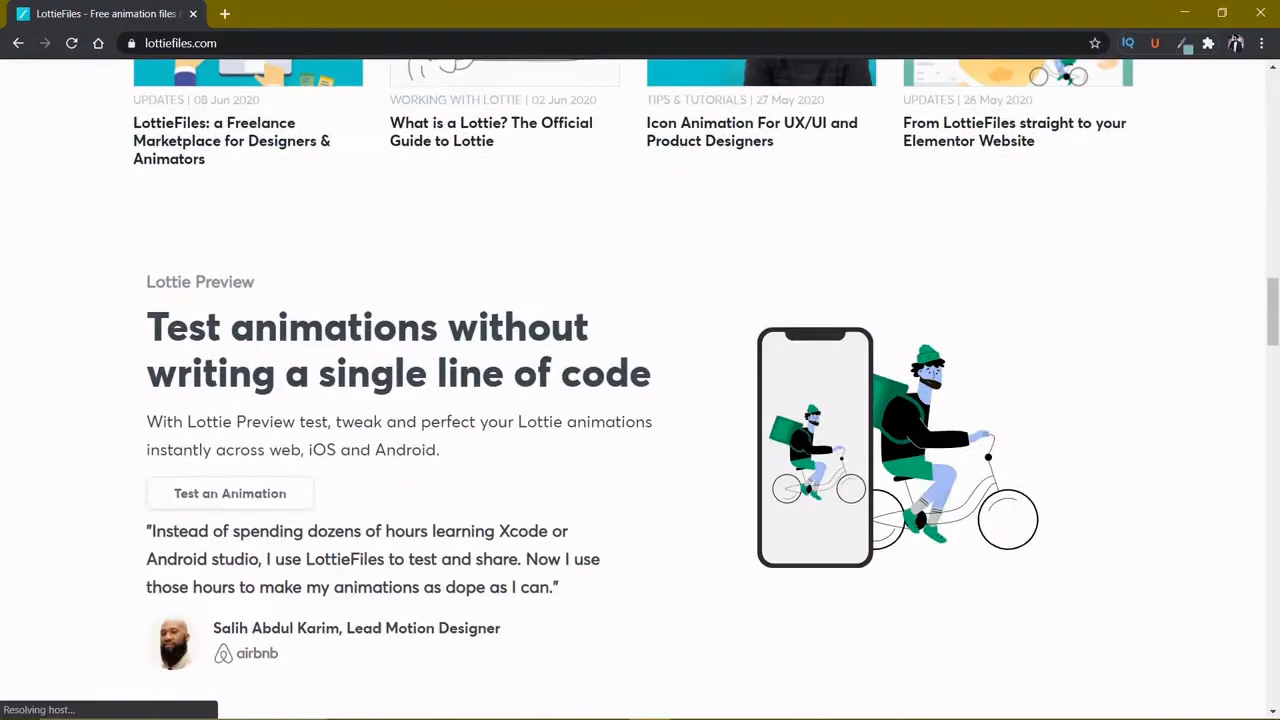 LottieFiles - Free animation files
lottiefiles.com
IQ
U
UPDATES | 08 Jun 2020
LottieFiles: a Freelance
Marketplace for Designers &
Animators
WORKING WITH LOTTIE | 02 Jun 2020
What is a Lottie? The Official
Guide to Lottie
TIPS & TUTORIALS | 27 May 2020
Icon Animation For UX/UI and
Product Designers
UPDATES | 26 May 2020
From LottieFiles straight to your
Elementor Website
Lottie Preview
Test animations without
writing a single line of code
With Lottie Preview test, tweak and perfect your Lottie animations
instantly across web, iOS and Android.
Test an Animation
"Instead of spending dozens of hours learning Xcode or
Android studio, I use LottieFiles to test and share. Now I use
those hours to make my animations as dope as I can."
Salih Abdul Karim, Lead Motion Designer
airbnb
Resolving host...